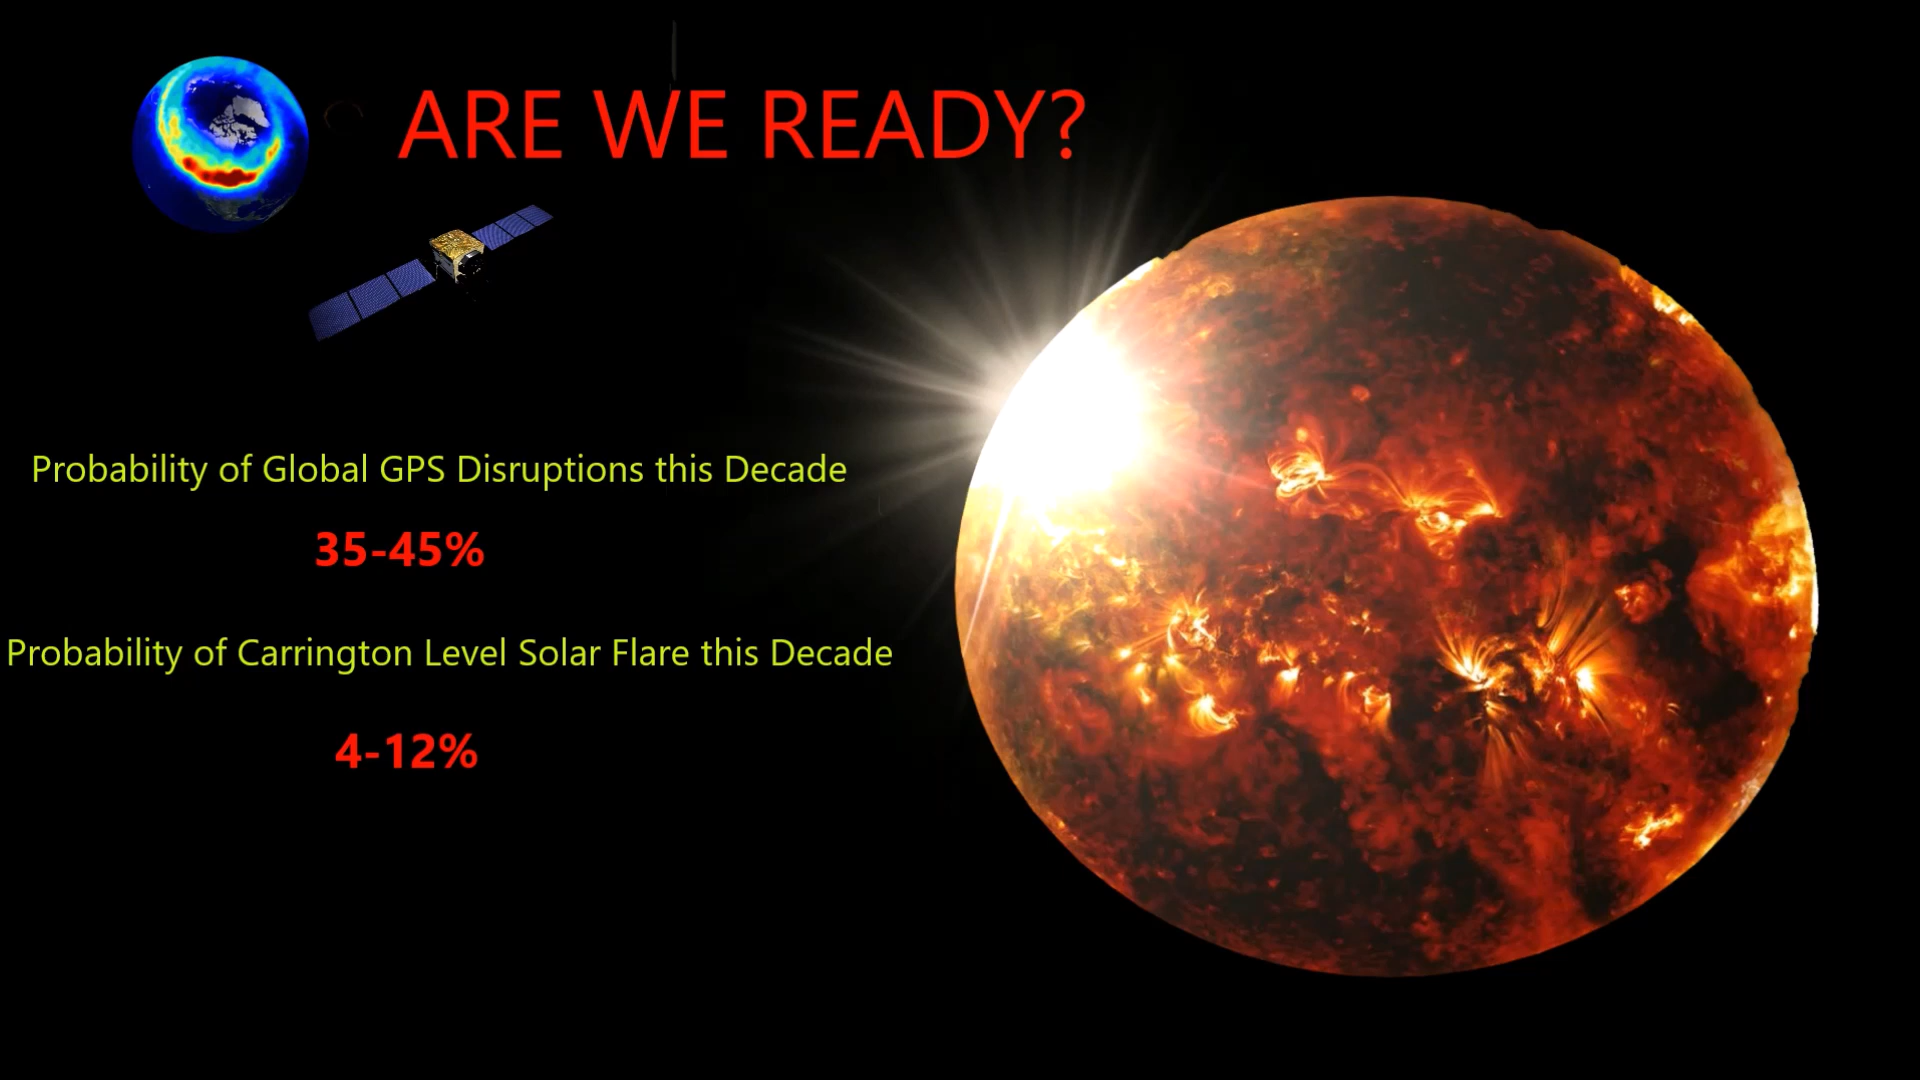 ARE WE READY?
Probability of Global GPS Disruptions this Decade
35-45%
Probability of Carrington Level Solar Flare this Decade
4-12%